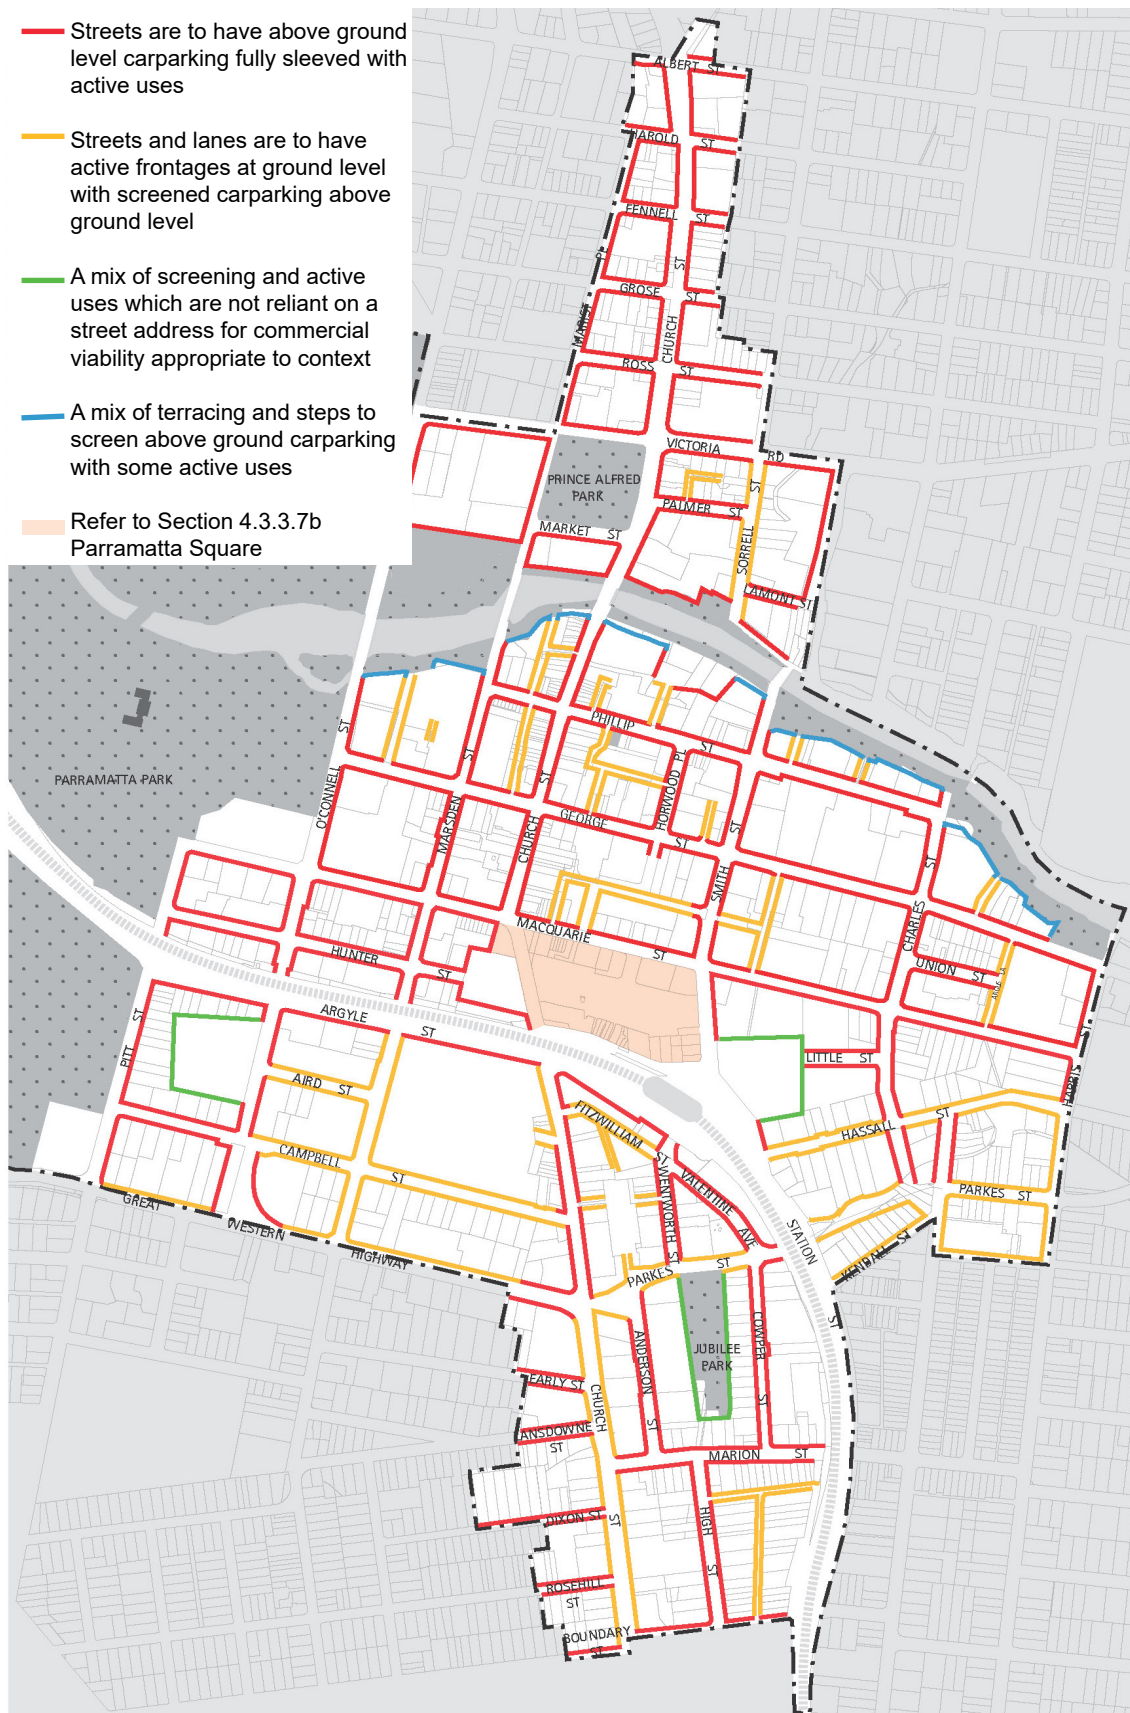 Streets are to have above ground
level carparking fully sleeved with
active uses
Streets and lanes are to have
active frontages at ground level
with screened carparking above
ground level
A mix of screening and active
uses which are not reliant on a
street address for commercial
viability appropriate to context
A mix of terracing and steps to
screen above ground carparking
with some active uses
Refer to Section 4.3.3.7b
Parramatta Square
ALBERT ST
HAROLD ST
FENNELL ST
MARIST PL
GROSE ST
CHURCH ST
ROSS ST
VICTORIA RD
PRINCE ALFRED
PARK
PALMER ST
MARKET ST
SORRELL ST
LAMONT ST
PARRAMATTA PARK
O'CONNELL ST
MARSDEN ST
CHURCH ST
PHILLIP ST
HORWOOD PL
GEORGE ST
SMITH ST
CHARLES ST
MACQUARIE ST
UNION ST
HUNTER ST
ARGYLE ST
PITT ST
AIRD ST
CAMPBELL ST
GREAT WESTERN HIGHWAY
LITTLE ST
HASSALL ST
HARRIS ST
PARKES ST
FITZWILLIAM ST
WENTWORTH ST
VALENTINE AVE
STATION ST
KENDALL ST
PARKES ST
JUBILEE
PARK
COWPER ST
ANDERSON ST
EARLY ST
CHURCH ST
ANSDOWNE
ST
MARION ST
DIXON ST
HIGH ST
ROSEHILL
ST
BOUNDARY
ST